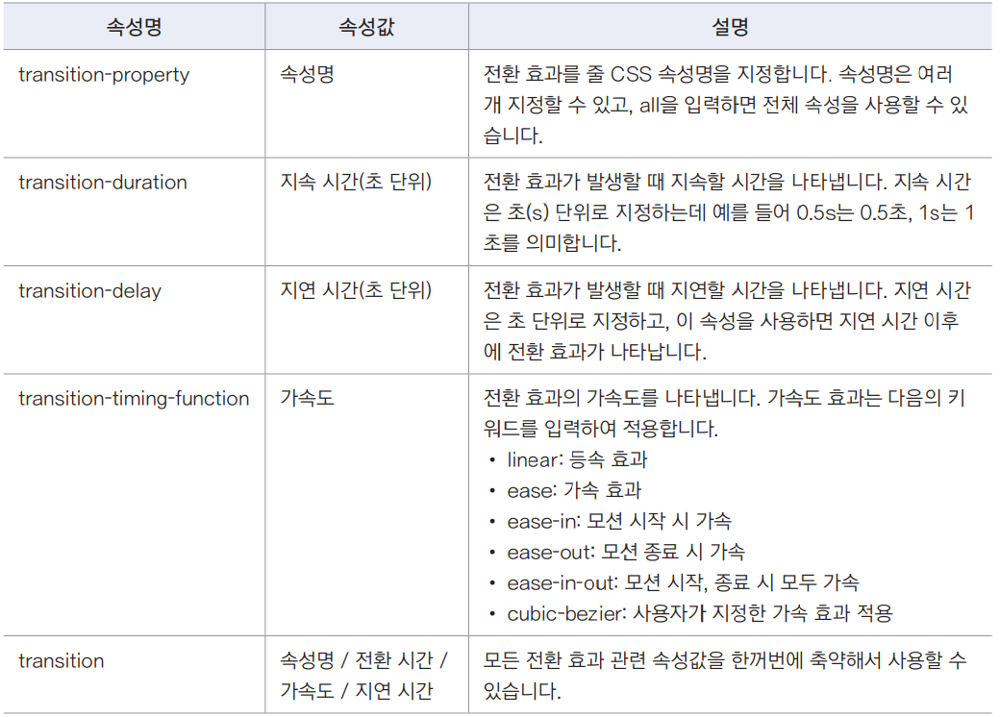 속성명 속성값 설명
transition-property 속성명 전환 효과를 줄 CSS 속성명을 지정합니다. 속성명은 여러
개 지정할 수 있고, all을 입력하면 전체 속성을 사용할 수 있
습니다.
transition-duration 지속 시간(초 단위) 전환 효과가 발생할 때 지속할 시간을 나타냅니다. 지속 시간
은 초(s) 단위로 지정하는데 예를 들어 0.5s는 0.5초, 1s는 1
초를 의미합니다.
transition-delay 지연 시간(초 단위) 전환 효과가 발생할 때 지연할 시간을 나타냅니다. 지연 시간
은 초 단위로 지정하고, 이 속성을 사용하면 지연 시간 이후
에 전환 효과가 나타납니다.
transition-timing-function 가속도 전환 효과의 가속도를 나타냅니다. 가속도 효과는 다음의 키
워드를 입력하여 적용합니다.
• linear: 등속 효과
• ease: 가속 효과
• ease-in: 모션 시작 시 가속
• ease-out: 모션 종료 시 가속
• ease-in-out: 모션 시작, 종료 시 모두 가속
• cubic-bezier: 사용자가 지정한 가속 효과 적용
transition 속성명 / 전환 시간 / 모든 전환 효과 관련 속성값을 한꺼번에 축약해서 사용할 수
가속도 / 지연 시간 있습니다.